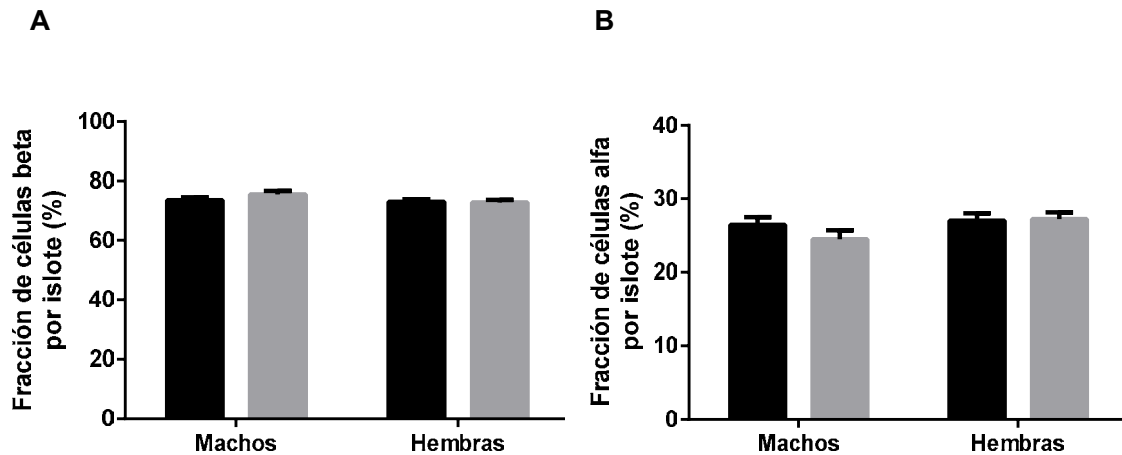 A
B
Fracción de células beta
por islote (%)
100
80
60
40
20
0
Machos
Hembras
Fracción de células alfa
por islote (%)
40
30
20
10
0
Machos
Hembras